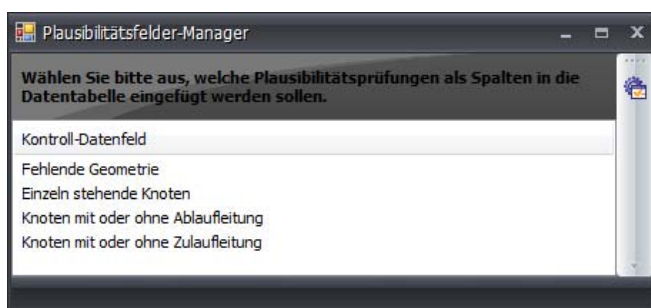 Plausibilitätsfelder-Manager
Wählen Sie bitte aus, welche Plausibilitätsprüfungen als Spalten in die
Datentabelle eingefügt werden sollen.
Kontroll-Datenfeld
Fehlende Geometrie
Einzeln stehende Knoten
Knoten mit oder ohne Ablaufleitung
Knoten mit oder ohne Zulaufleitung